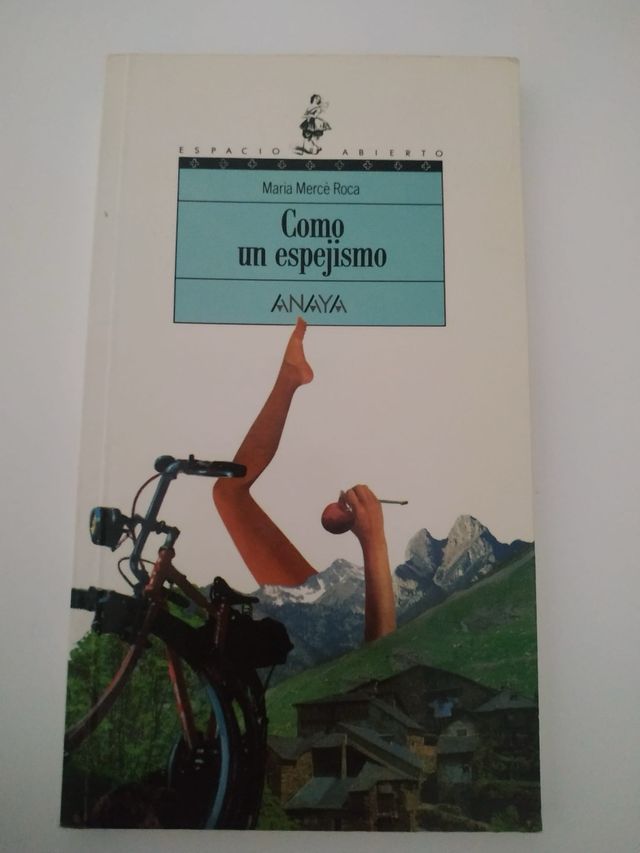 ESPACIO ABIERTO
Maria Mercè Roca
Como
un espejismo
ANAYA